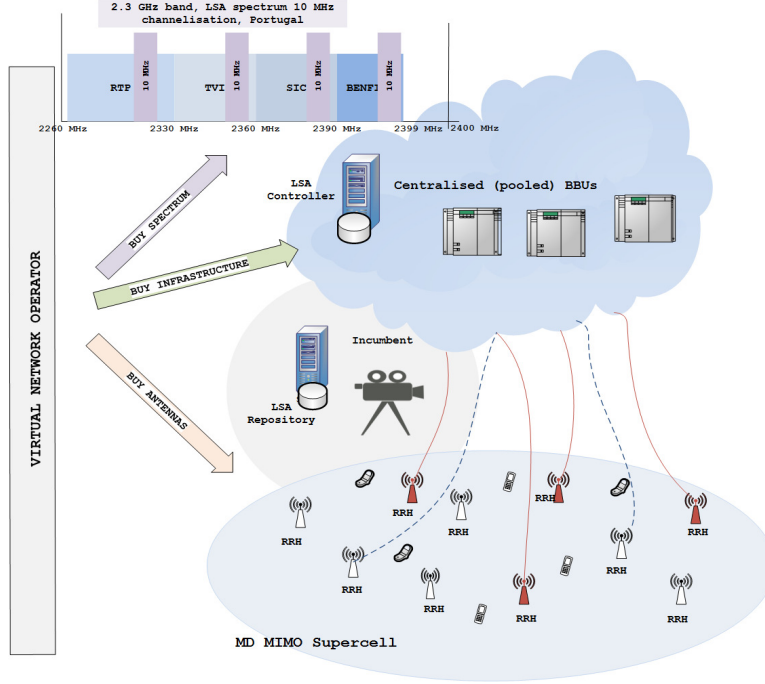 2.3 GHz band, LSA spectrum 10 MHz
channelisation, Portugal
RTP
10 MHz
TVI
10 MHz
SIC
10 MHz
BENFI
10 MHz
2260 MHz
2330 MHz
2360 MHz
2390 MHz
2399 MHz
2400 MHz
VIRTUAL NETWORK OPERATOR
BUY SPECTRUM
BUY INFRASTRUCTURE
BUY ANTENNAS
LSA
Controller
Centralised (pooled) BBUs
Incumbent
LSA
Repository
RRH
RRH
RRH
RRH
RRH
RRH
RRH
RRH
RRH
RRH
MD MIMO Supercell